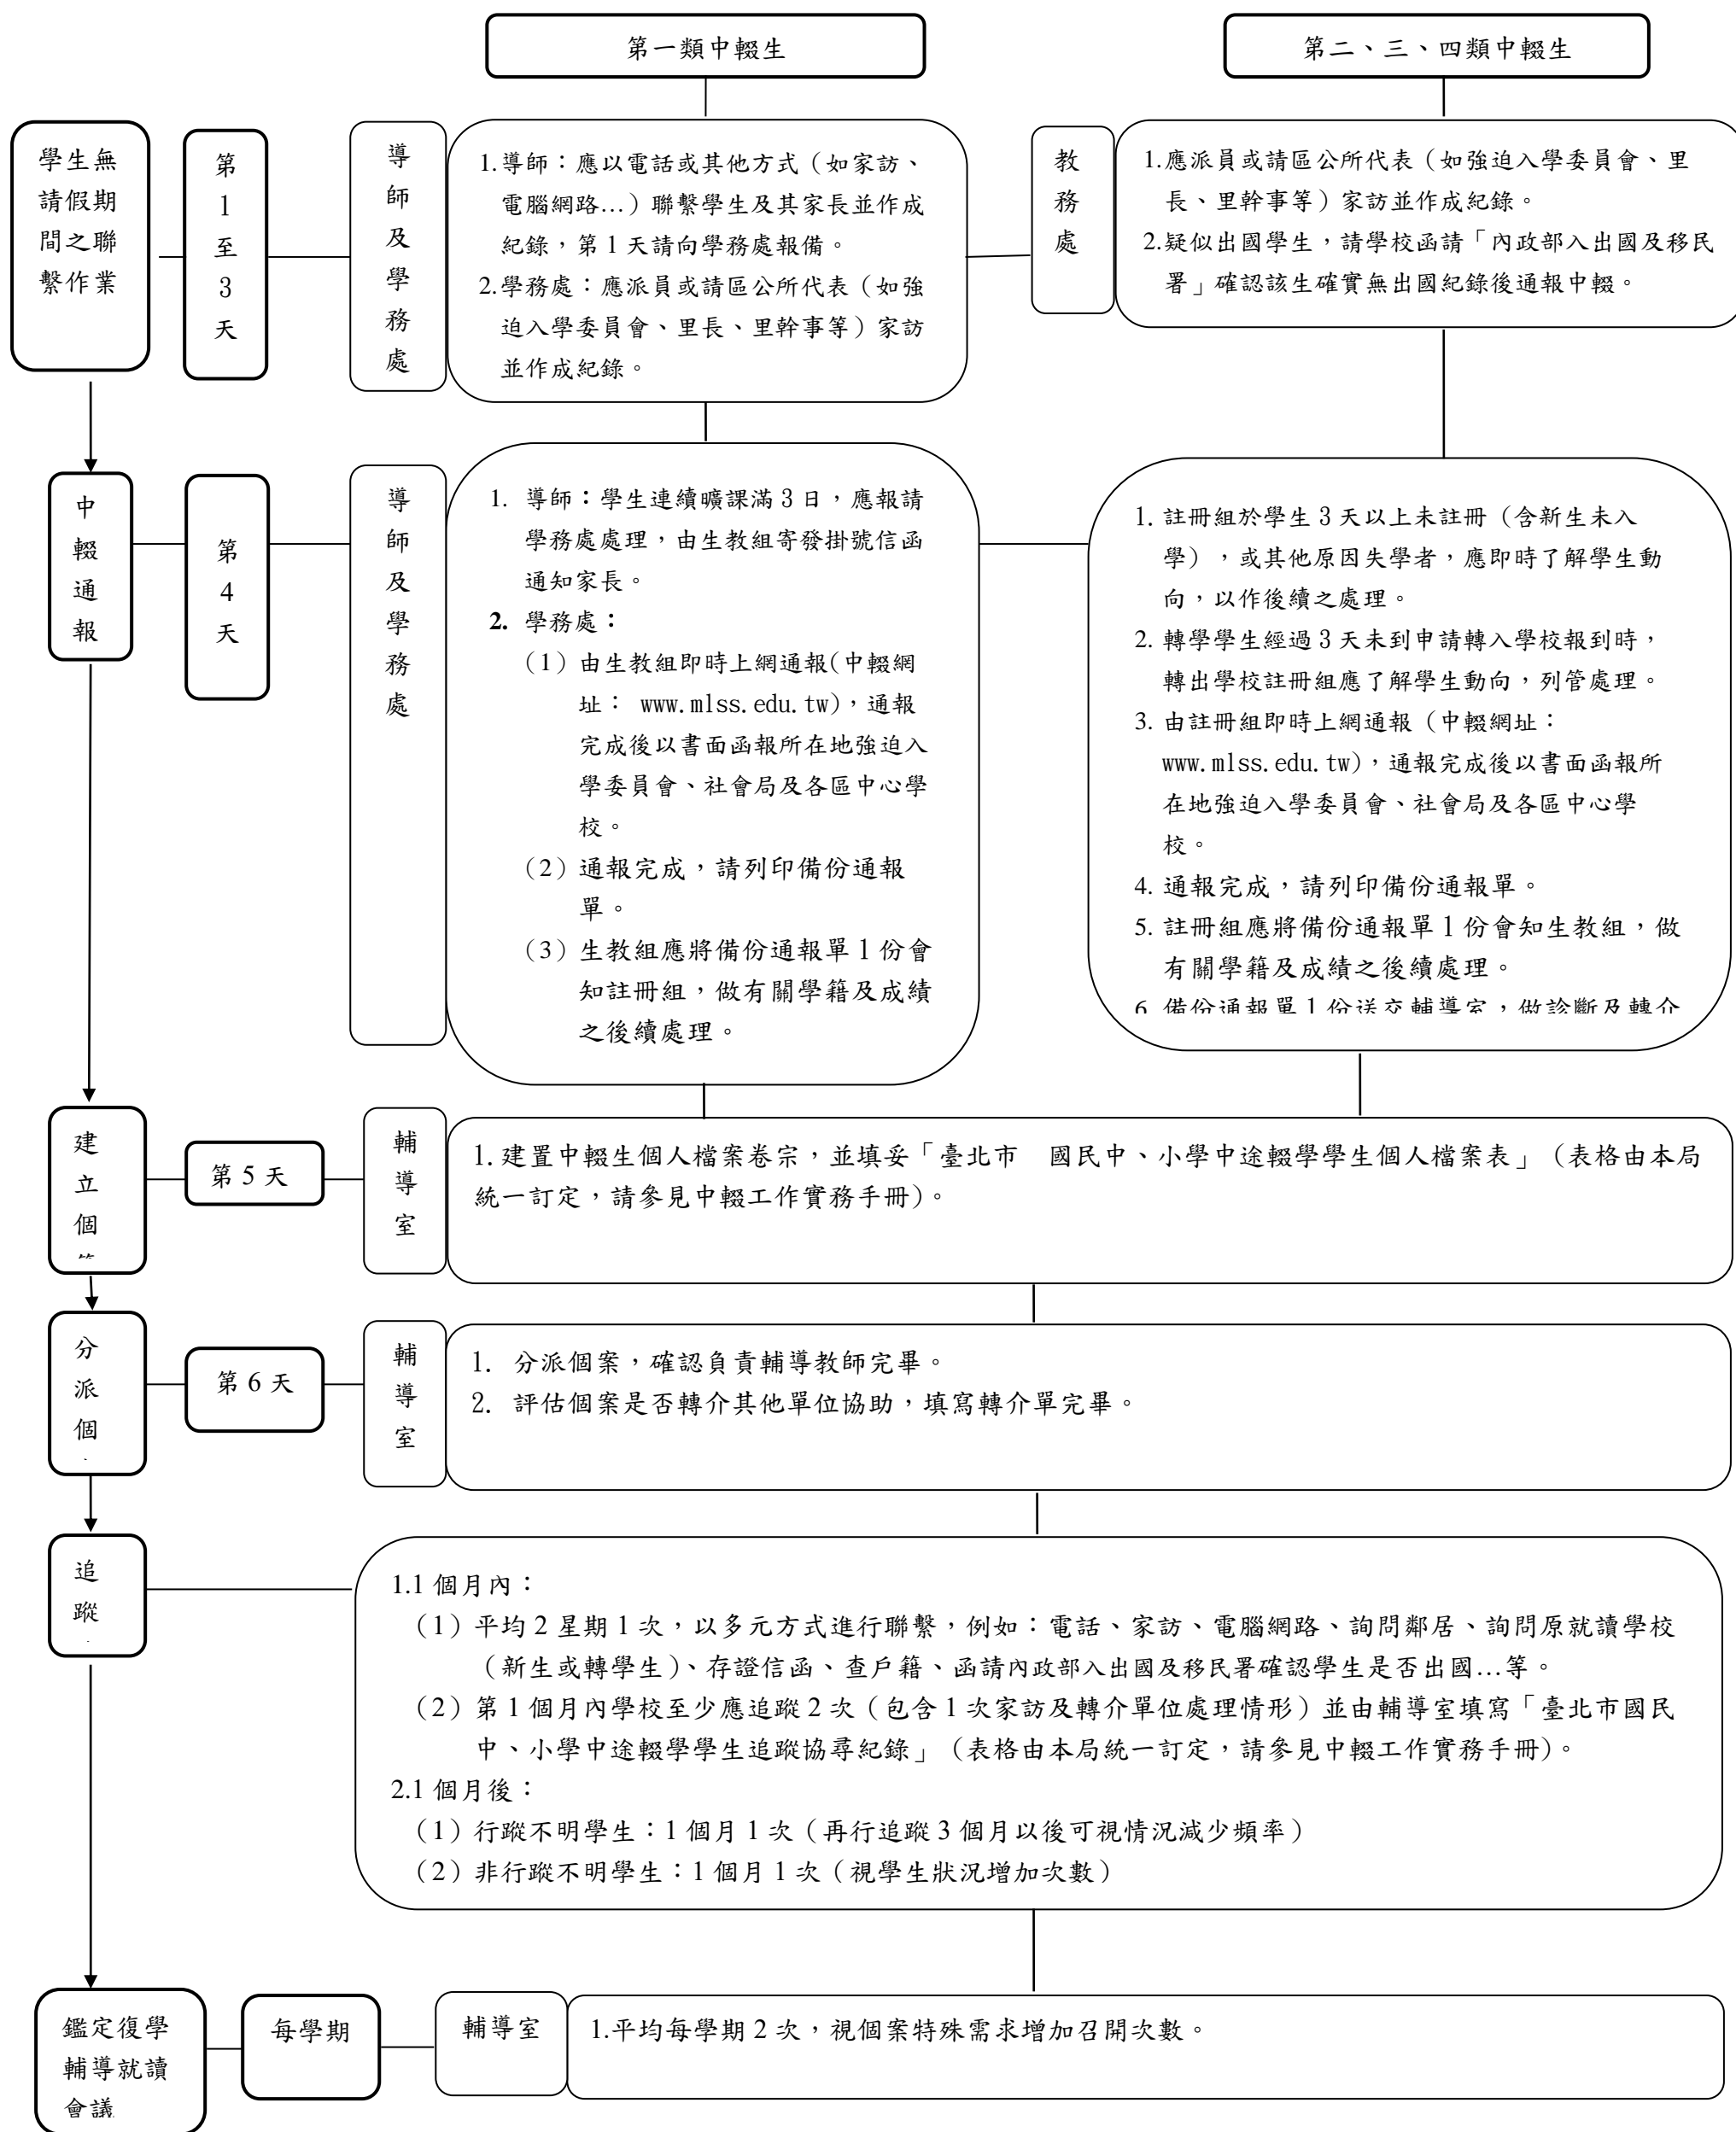 第一類中輟生
第二、三、四類中輟生
學生無
請假期
間之聯
繫作業
第1至3天
導師及學務處
1.導師：應以電話或其他方式（如家訪、
電腦網路…）聯繫學生及其家長並作成
紀錄，第1天請向學務處報備。
2.學務處：應派員或請區公所代表（如強
迫入學委員會、里長、里幹事等）家訪
並作成紀錄。
教務處
1.應派員或請區公所代表（如強迫入學委員會、里
長、里幹事等）家訪並作成紀錄。
2.疑似出國學生，請學校函請「內政部入出國及移民
署」確認該生確實無出國紀錄後通報中輟。
中輟通報
第4天
導師及學務處
1. 導師：學生連續曠課滿3日，應報請
學務處處理，由生教組寄發掛號信函
通知家長。
2. 學務處：
（1）由生教組即時上網通報(中輟網
址： www.mlss.edu.tw)，通報
完成後以書面函報所在地強迫入
學委員會、社會局及各區中心學
校。
（2）通報完成，請列印備份通報
單。
（3）生教組應將備份通報單1份會
知註冊組，做有關學籍及成績
之後續處理。
1. 註冊組於學生3天以上未註冊（含新生未入
學），或其他原因失學者，應即時了解學生動
向，以作後續之處理。
2. 轉學學生經過3天未到申請轉入學校報到時，
轉出學校註冊組應了解學生動向，列管處理。
3. 由註冊組即時上網通報（中輟網址：
www.mlss.edu.tw)，通報完成後以書面函報所
在地強迫入學委員會、社會局及各區中心學
校。
4. 通報完成，請列印備份通報單。
5. 註冊組應將備份通報單1份會知生教組，做
有關學籍及成績之後續處理。
6. 備份通報單1份送交輔導室，做診斷及轉介
建立個
第5天
輔導室
1. 建置中輟生個人檔案卷宗，並填妥「臺北市　國民中、小學中途輟學學生個人檔案表」（表格由本局
統一訂定，請參見中輟工作實務手冊）。
分派個
第6天
輔導室
1. 分派個案，確認負責輔導教師完畢。
2. 評估個案是否轉介其他單位協助，填寫轉介單完畢。
追蹤
1.1個月內：
（1）平均2星期1次，以多元方式進行聯繫，例如：電話、家訪、電腦網路、詢問鄰居、詢問原就讀學校
（新生或轉學生）、存證信函、查戶籍、函請內政部入出國及移民署確認學生是否出國…等。
（2）第1個月內學校至少應追蹤2次（包含1次家訪及轉介單位處理情形）並由輔導室填寫「臺北市國民
中、小學中途輟學學生追蹤協尋紀錄」（表格由本局統一訂定，請參見中輟工作實務手冊）。
2.1個月後：
（1）行蹤不明學生：1個月1次（再行追蹤3個月以後可視情況減少頻率）
（2）非行蹤不明學生：1個月1次（視學生狀況增加次數）
鑑定復學
輔導就讀
會議
每學期
輔導室
1.平均每學期2次，視個案特殊需求增加召開次數。